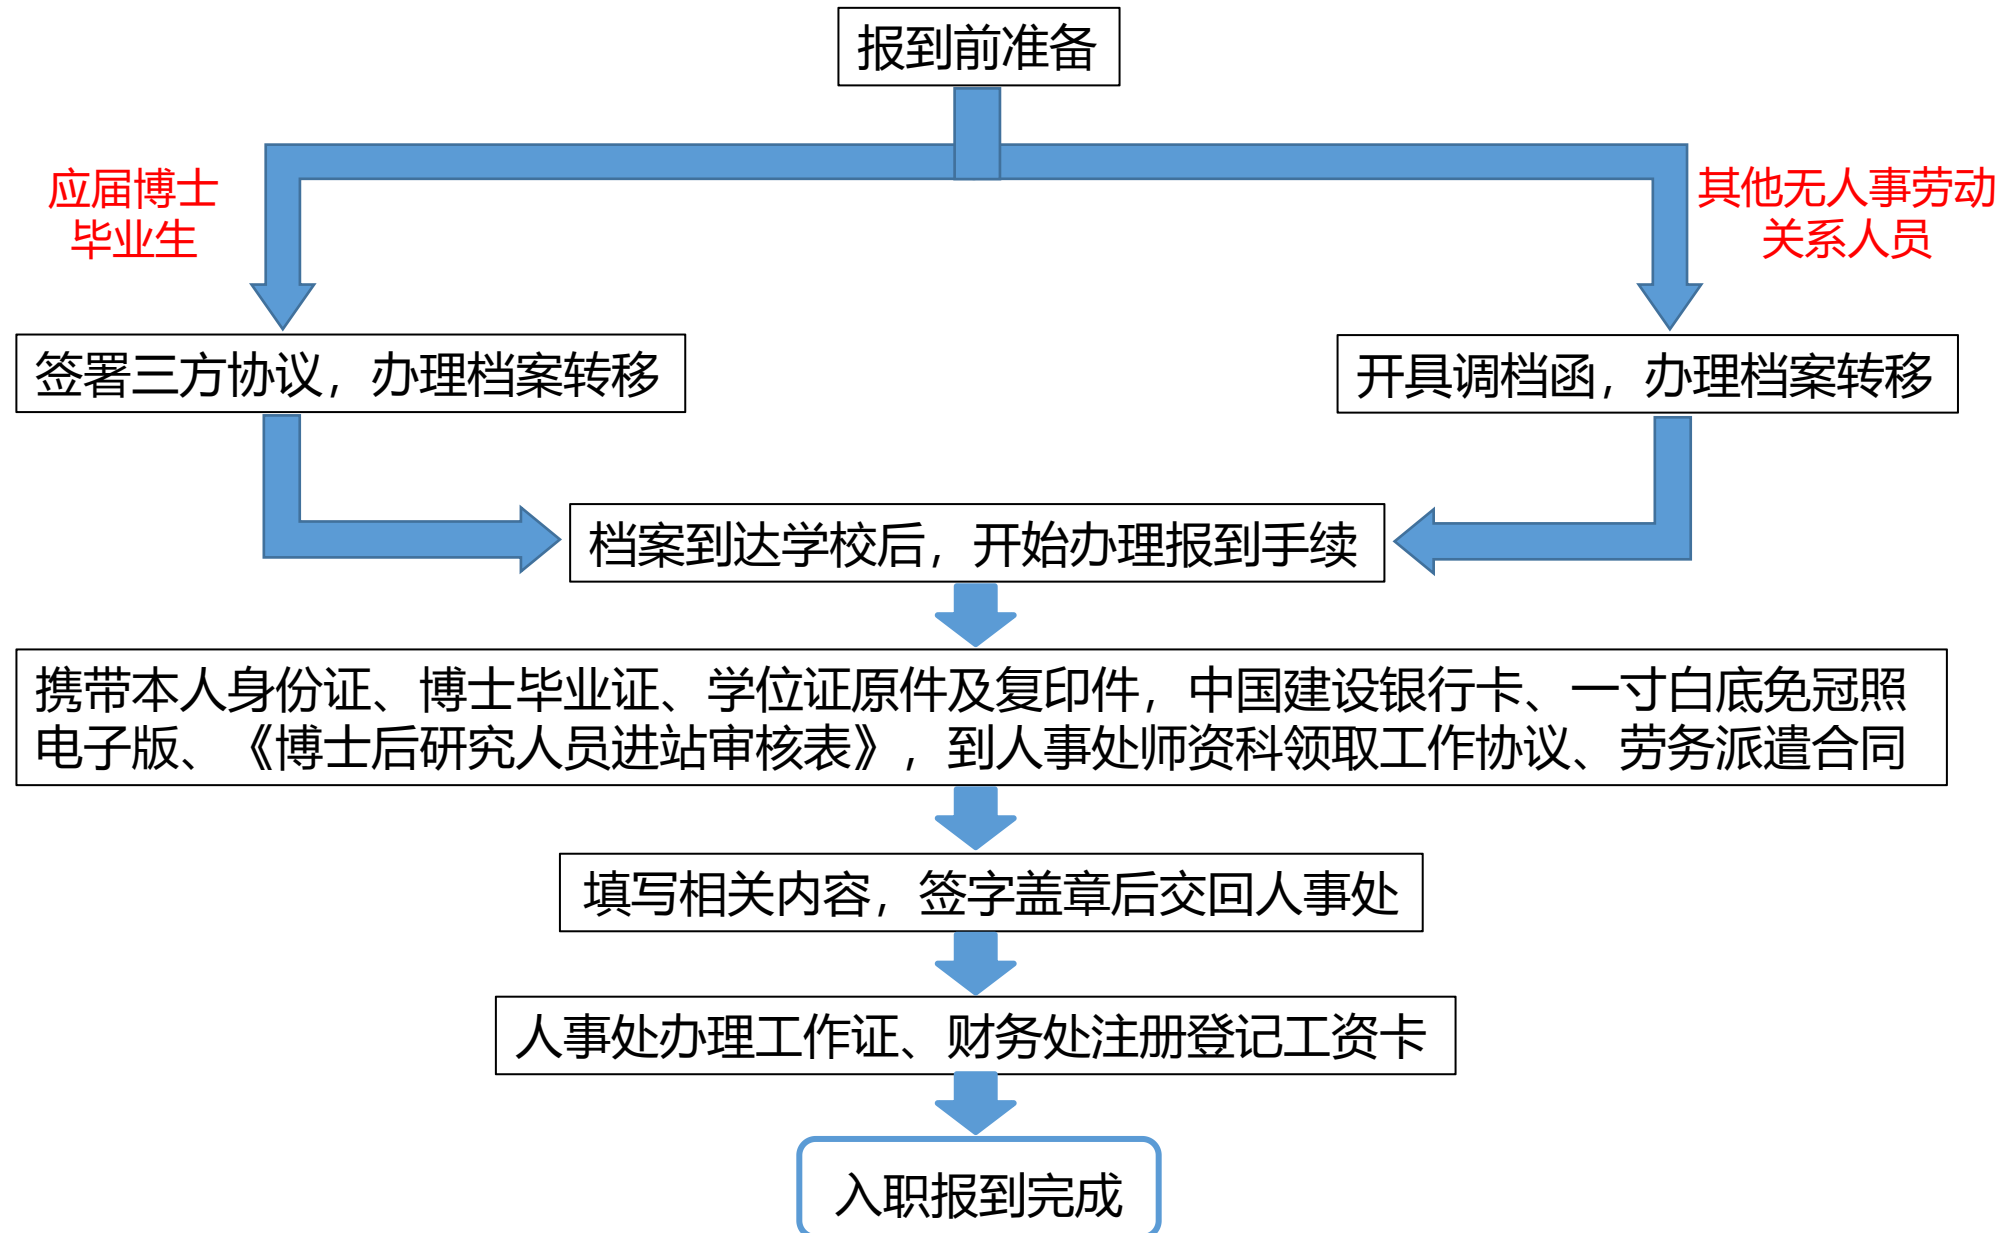 报到前准备
应届博士
毕业生
其他无人事劳动
关系人员
签署三方协议，办理档案转移
开具调档函，办理档案转移
档案到达学校后，开始办理报到手续
携带本人身份证、博士毕业证、学位证原件及复印件，中国建设银行卡、一寸白底免冠照
电子版、《博士后研究人员进站审核表》，到人事处师资科领取工作协议、劳务派遣合同
填写相关内容，签字盖章后交回人事处
人事处办理工作证、财务处注册登记工资卡
入职报到完成